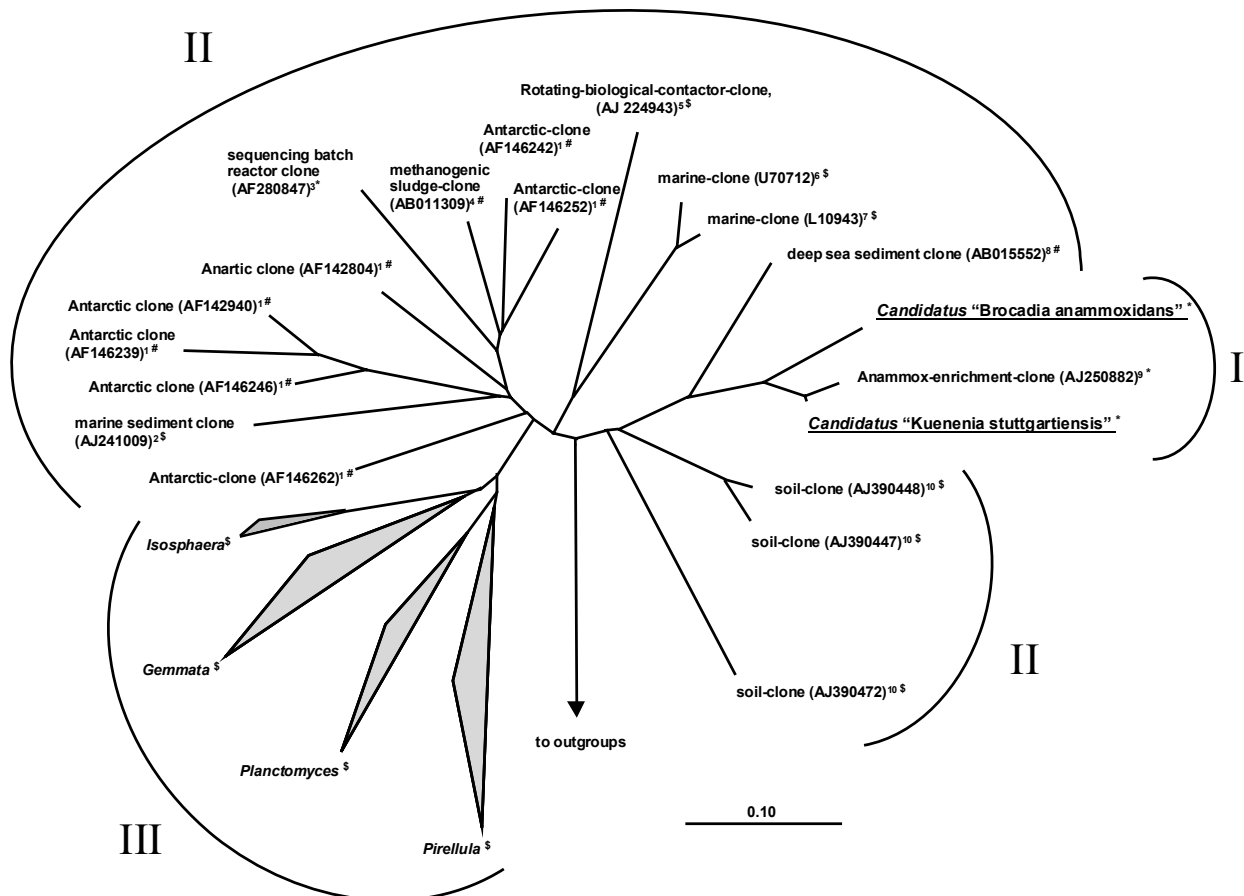 II
Rotating-biological-contactor-clone,
(AJ 224943)⁵ $
Antarctic-clone
(AF146242)¹ #
sequencing batch
reactor clone
(AF280847)³*
methanogenic
sludge-clone
(AB011309)⁴ #
Antarctic-clone
(AF146252)¹ #
marine-clone (U70712)⁶ $
marine-clone (L10943)⁷ $
deep sea sediment clone (AB015552)⁸ #
Anartic clone (AF142804)¹ #
Antarctic clone (AF142940)¹ #
Antarctic clone
(AF146239)¹ #
Antarctic clone (AF146246)¹ #
marine sediment clone
(AJ241009)² $
Antarctic-clone (AF146262)¹ #
Candidatus “Brocadia anammoxidans” *
I
Anammox-enrichment-clone (AJ250882)⁹ *
Candidatus “Kuenenia stuttgartiensis” *
soil-clone (AJ390448)¹⁰ $
soil-clone (AJ390447)¹⁰ $
II
soil-clone (AJ390472)¹⁰ $
Isosphaera $
Gemmata $
Planctomyces $
Pirellula $
III
to outgroups
0.10